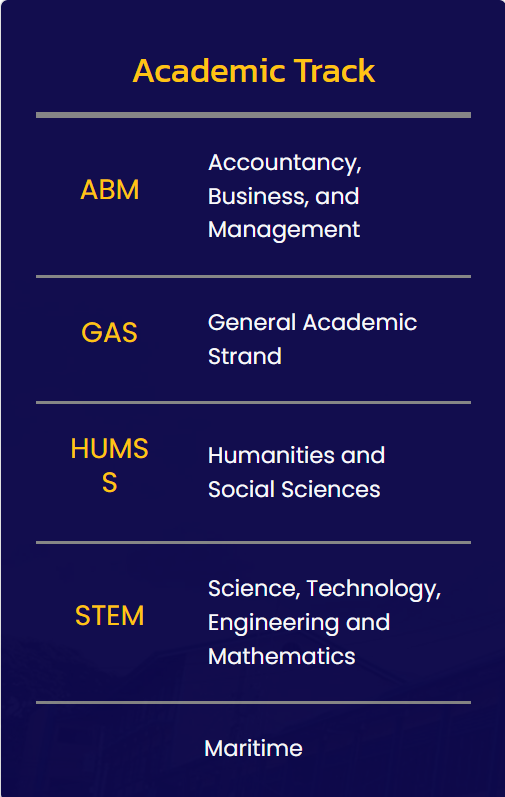 Academic Track
ABM
Accountancy,
Business, and
Management
GAS
General Academic
Strand
HUMS
S
Humanities and
Social Sciences
STEM
Science, Technology,
Engineering and
Mathematics
Maritime